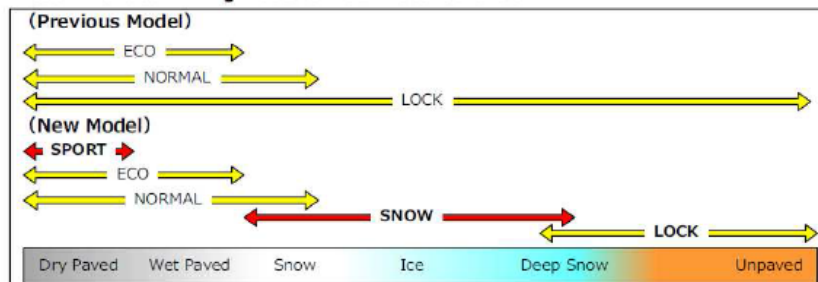 (Previous Model)
ECO
NORMAL
LOCK
(New Model)
SPORT
ECO
NORMAL
SNOW
LOCK
Dry Paved Wet Paved Snow Ice Deep Snow Unpaved